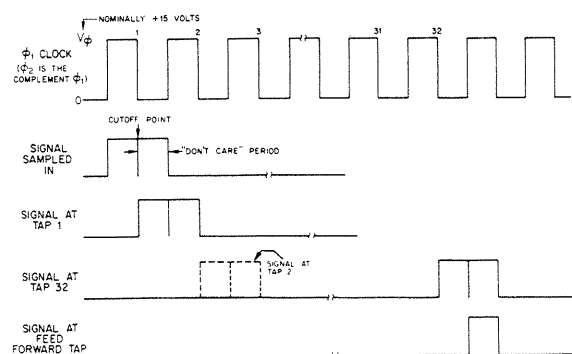 NOMINALLY +15 VOLTS
Vϕ
1 2 3 31 32
ϕ1 CLOCK
(ϕ2 IS THE
COMPLEMENT ϕ1)
0
CUTOFF POINT
SIGNAL
SAMPLED
IN
"DON'T CARE" PERIOD
SIGNAL AT
TAP 1
SIGNAL AT
TAP 2
SIGNAL AT
TAP 32
SIGNAL AT
FEED
FORWARD TAP